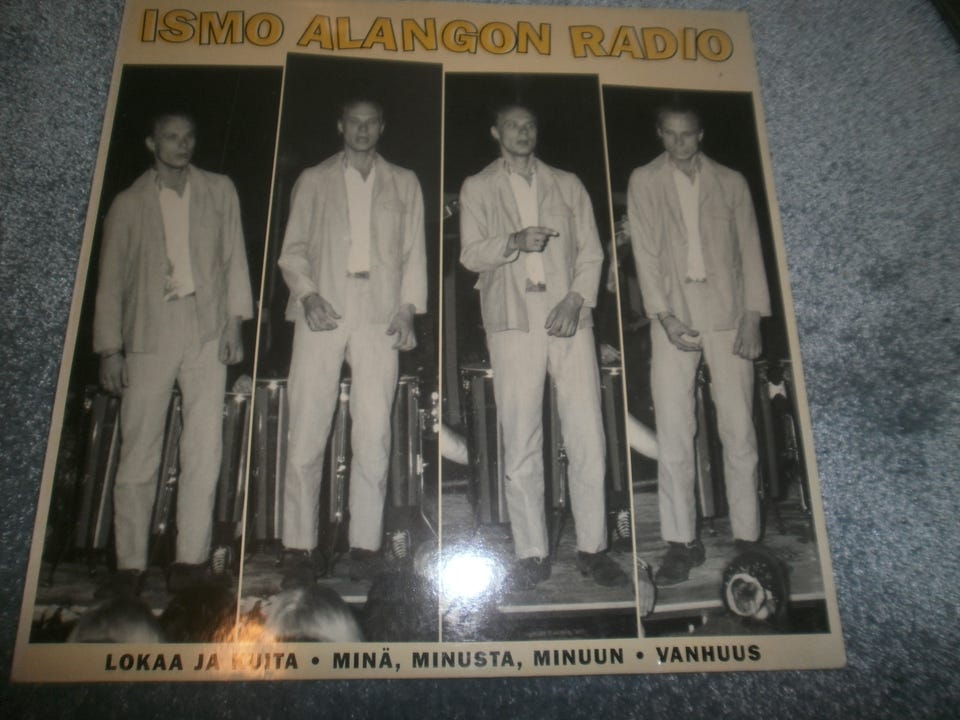 ISMO ALANGON RADIO
LOKAA JA KUITA • MINÄ, MINUSTA, MINUUN • VANHUUS